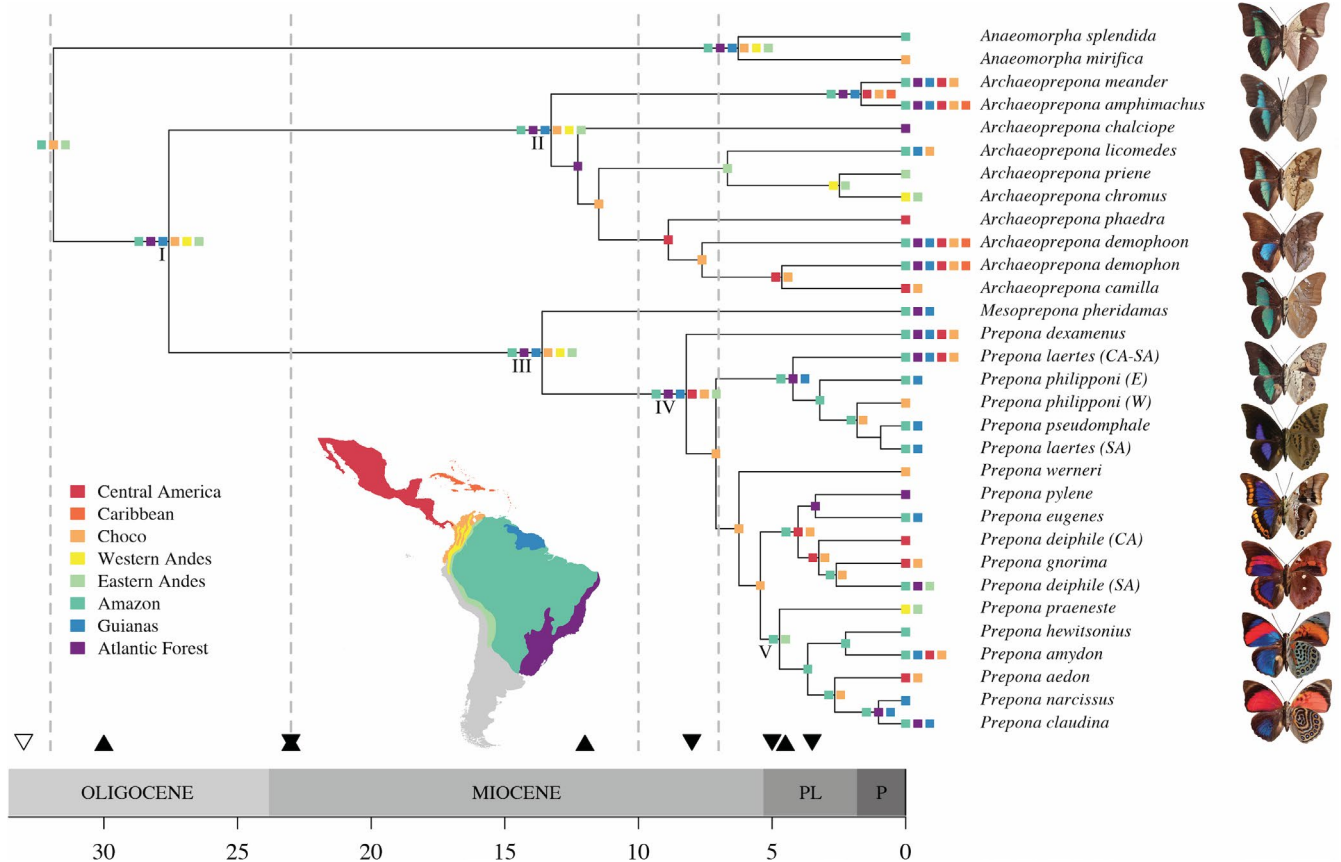 Anaeomorpha splendida
Anaeomorpha mirifica
Archaeoprepona meander
Archaeoprepona amphimachus
Archaeoprepona chalciope
II
Archaeoprepona licomedes
Archaeoprepona priene
Archaeoprepona chromus
Archaeoprepona phaedra
Archaeoprepona demophoon
I
Archaeoprepona demophon
Archaeoprepona camilla
Mesoprepona pheridamas
Prepona dexamenus
Prepona laertes (CA-SA)
III
Prepona philipponi (E)
Prepona philipponi (W)
IV
Prepona pseudomphale
Prepona laertes (SA)
Prepona werneri
Prepona pylene
Prepona eugenes
Prepona deiphile (CA)
Prepona gnorima
Prepona deiphile (SA)
Prepona praeneste
Prepona hewitsonius
V
Prepona amydon
Prepona aedon
Prepona narcissus
Prepona claudina
Central America
Caribbean
Choco
Western Andes
Eastern Andes
Amazon
Guianas
Atlantic Forest
OLIGOCENE MIOCENE PL P
30 25 20 15 10 5 0